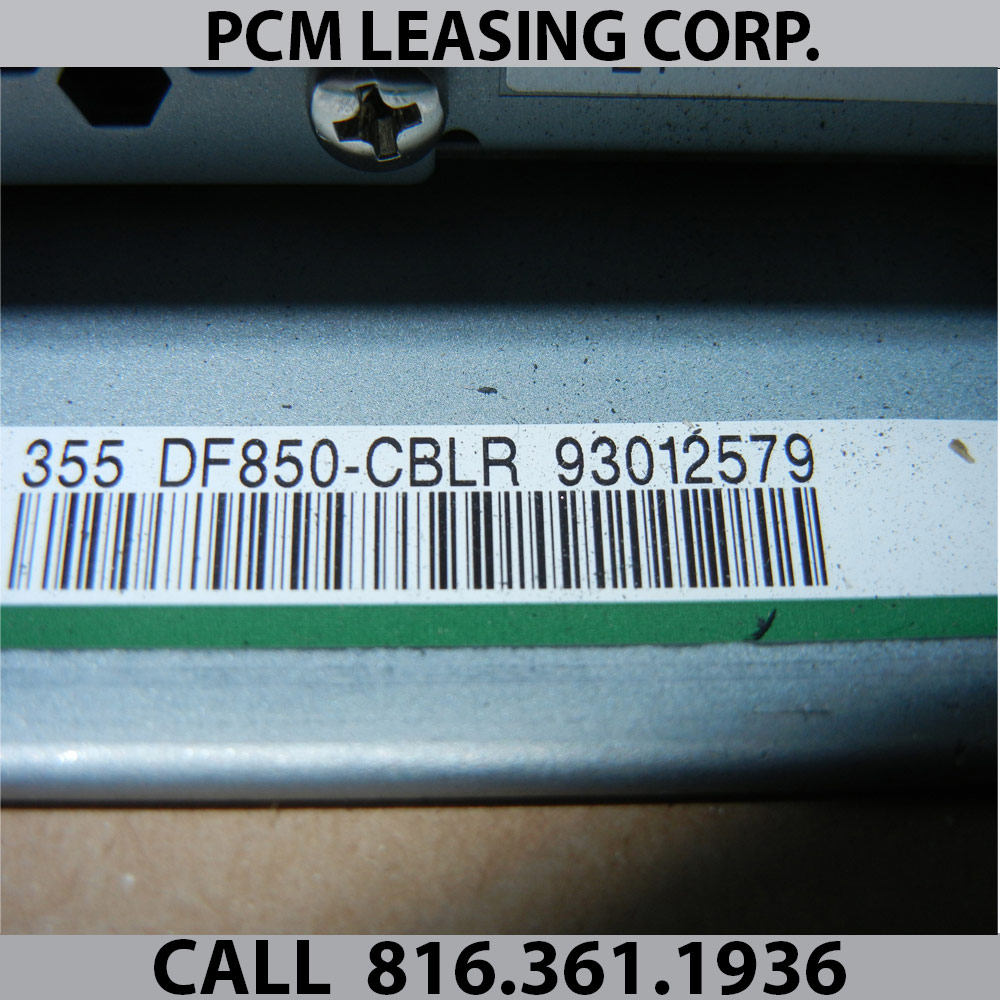 PCM LEASING CORP.
355 DF850-CBLR 93012579
CALL 816.361.1936